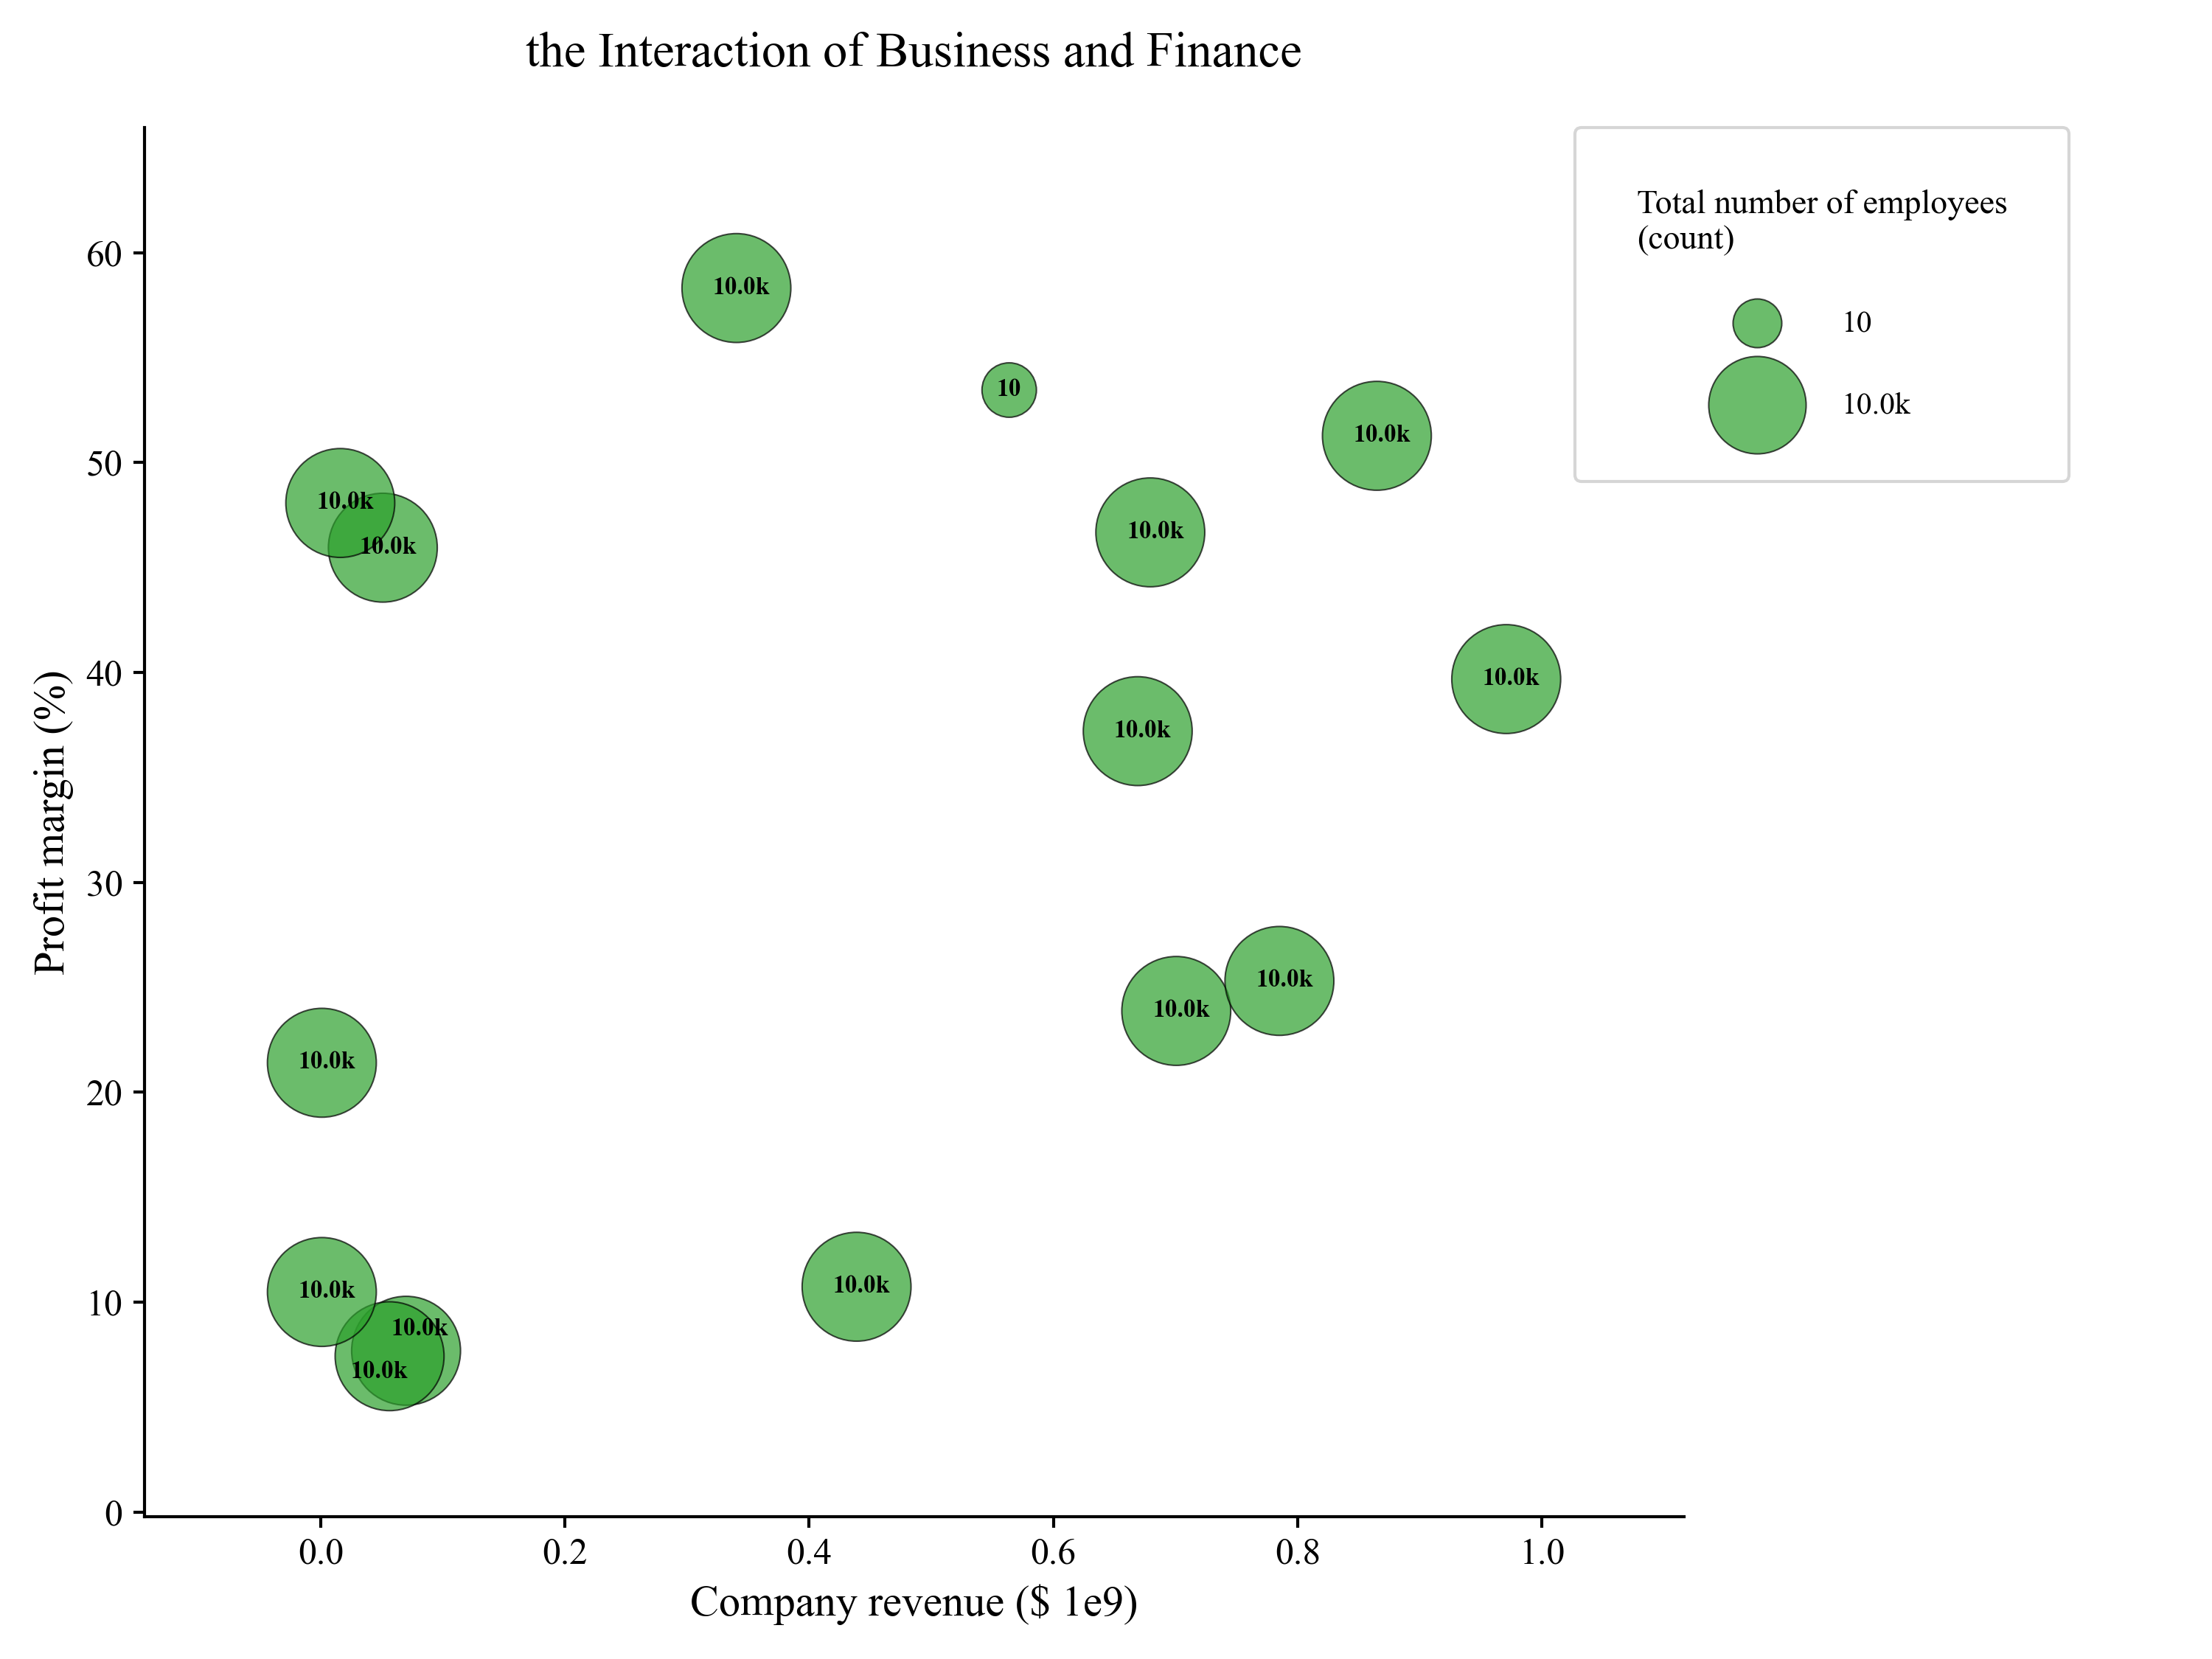 the Interaction of Business and Finance
Total number of employees
(count)
10
10.0k
Profit margin (%)
60
50
40
30
20
10
0
10.0k
10
10.0k
10.0k
10.0k
10.0k
10.0k
10.0k
10.0k
10.0k
10.0k
10.0k
10.0k
10.0k
10.0k
0.0 0.2 0.4 0.6 0.8 1.0
Company revenue ($ 1e9)